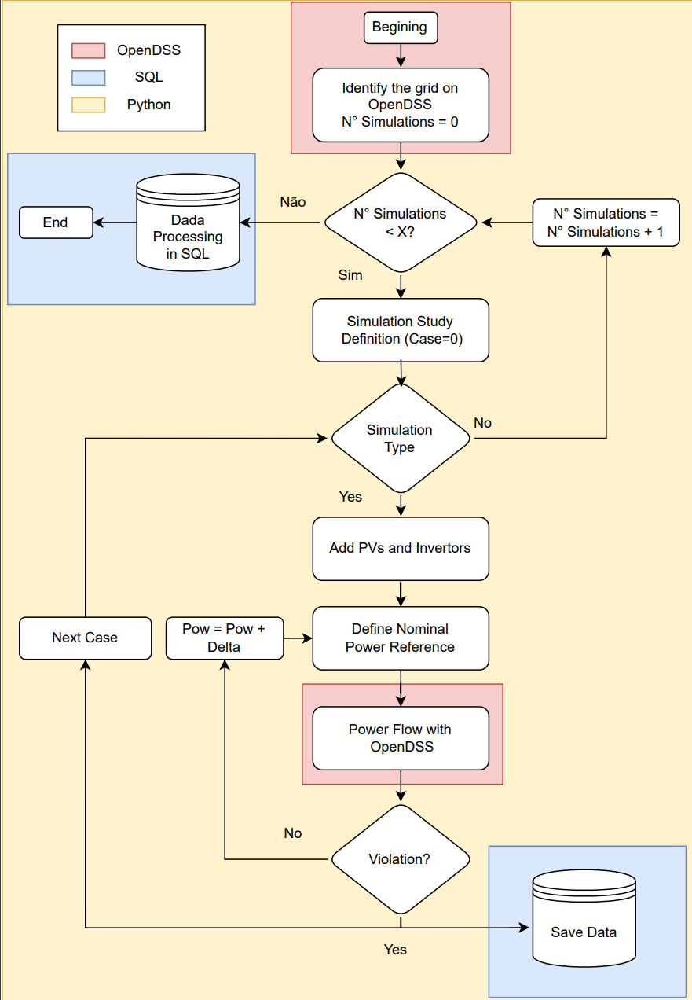 OpenDSS
SQL
Python
Begining
Identify the grid on
OpenDSS
N° Simulations = 0
Não
N° Simulations
< X?
N° Simulations =
N° Simulations + 1
End
Dada
Processing
in SQL
Sim
Simulation Study
Definition (Case=0)
Simulation
Type
No
Yes
Add PVs and Invertors
Next Case
Pow = Pow +
Delta
Define Nominal
Power Reference
Power Flow with
OpenDSS
No
Violation?
Yes
Save Data